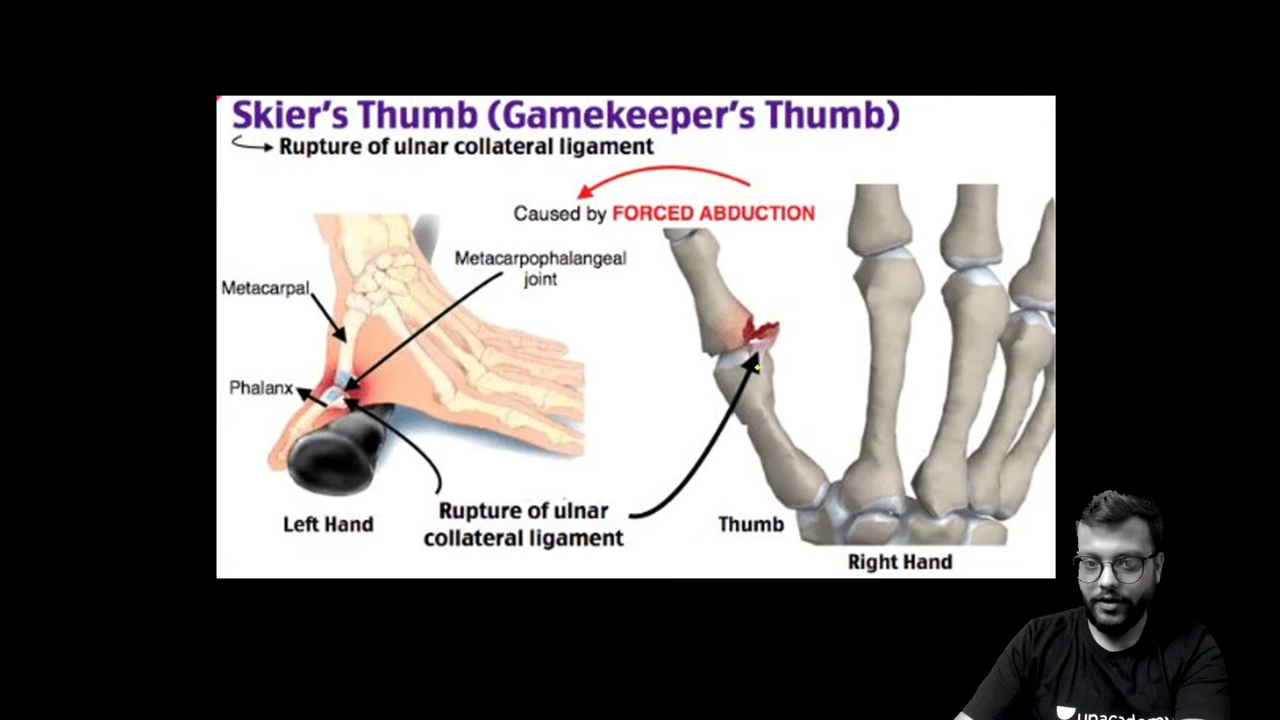 Skier's Thumb (Gamekeeper's Thumb)
Rupture of ulnar collateral ligament
Caused by FORCED ABDUCTION
Metacarpophalangeal
joint
Metacarpal
Phalanx
Rupture of ulnar
collateral ligament
Left Hand
Thumb
Right Hand
unacademy